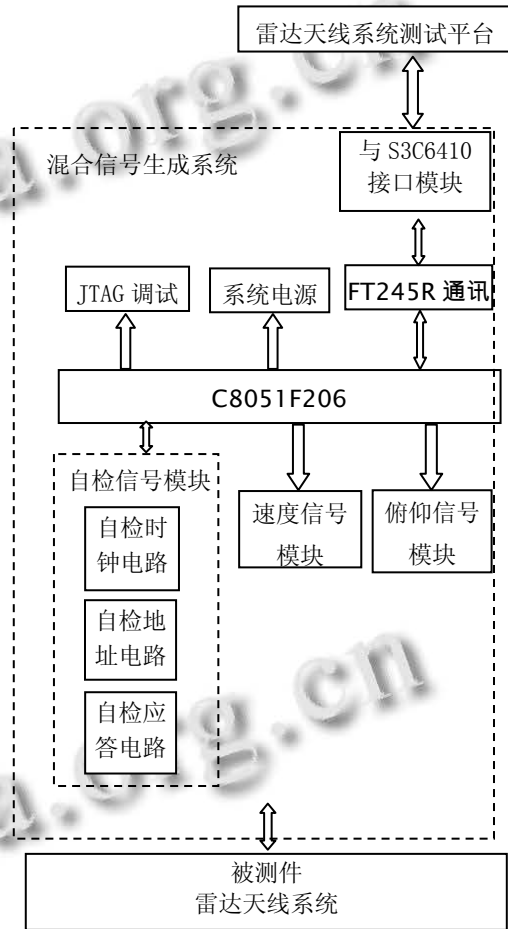 雷达天线系统测试平台
混合信号生成系统
与 S3C6410
接口模块
JTAG 调试
系统电源
FT245R 通讯
C8051F206
自检信号模块
自检时
钟电路
自检地
址电路
自检应
答电路
速度信号
模块
俯仰信号
模块
被测件
雷达天线系统
a.org.cn
a.org.cn